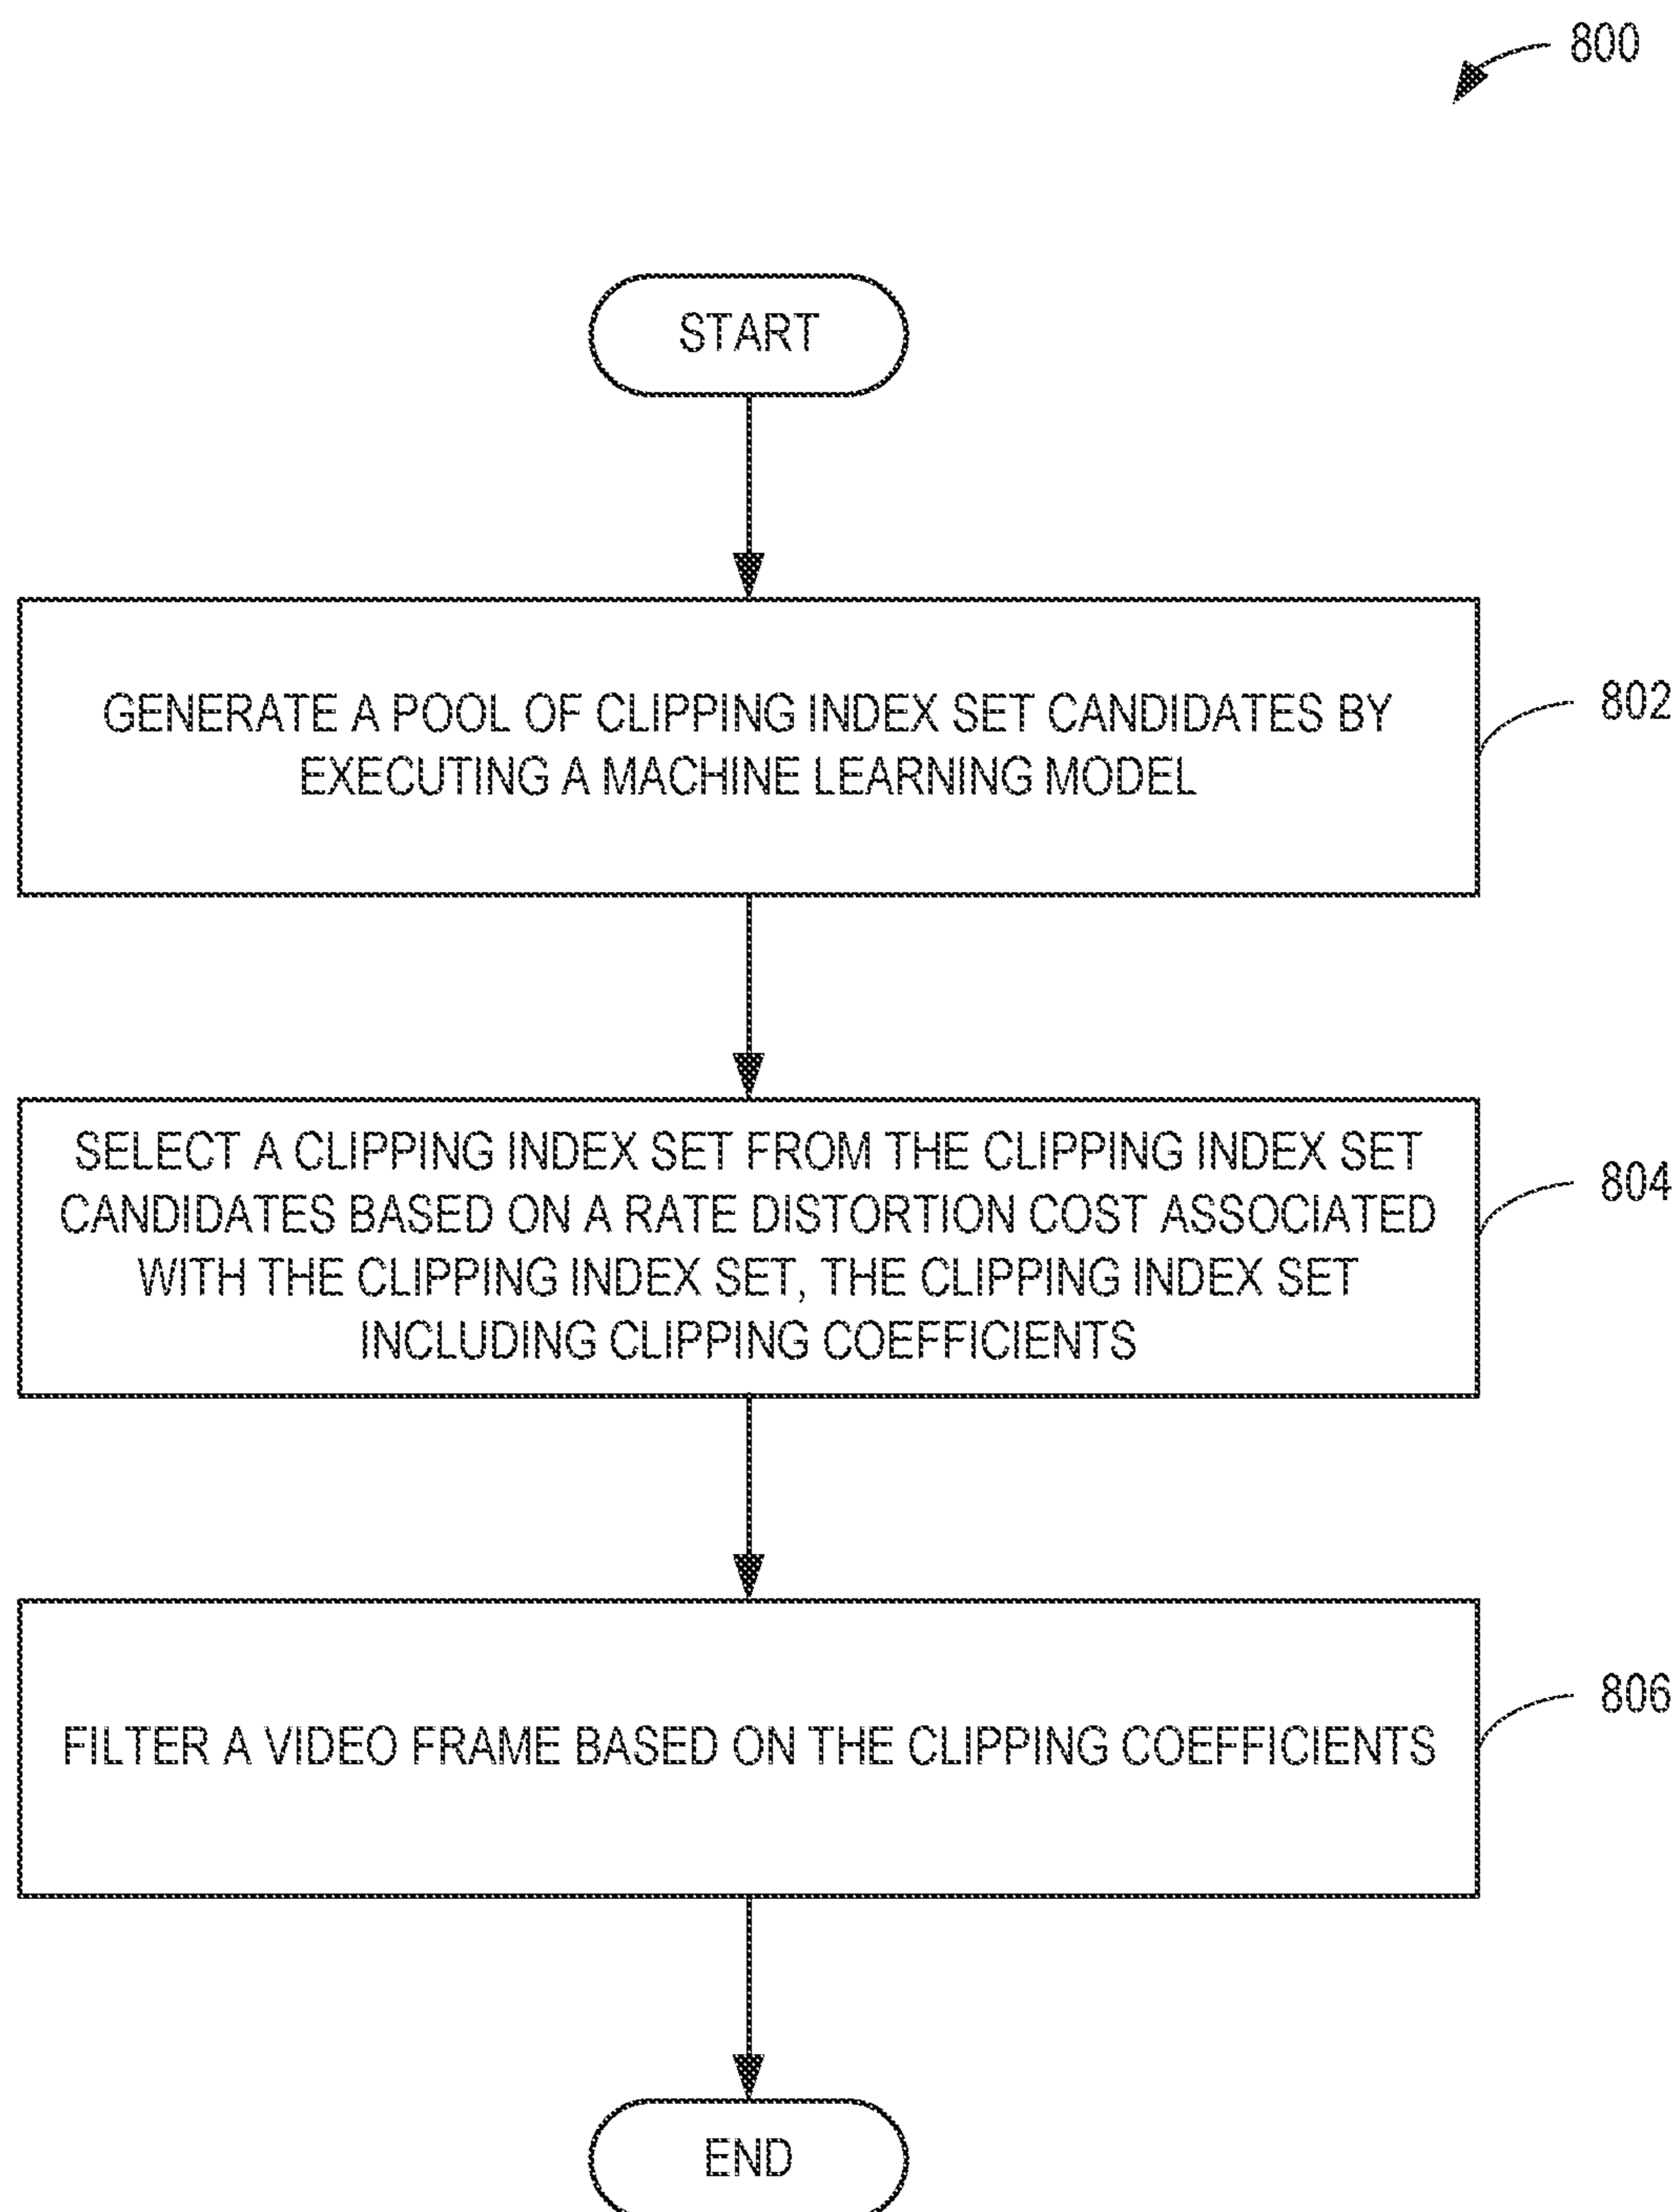 800
START
GENERATE A POOL OF CLIPPING INDEX SET CANDIDATES BY
EXECUTING A MACHINE LEARNING MODEL
802
SELECT A CLIPPING INDEX SET FROM THE CLIPPING INDEX SET
CANDIDATES BASED ON A RATE DISTORTION COST ASSOCIATED
WITH THE CLIPPING INDEX SET, THE CLIPPING INDEX SET
INCLUDING CLIPPING COEFFICIENTS
804
FILTER A VIDEO FRAME BASED ON THE CLIPPING COEFFICIENTS
806
END